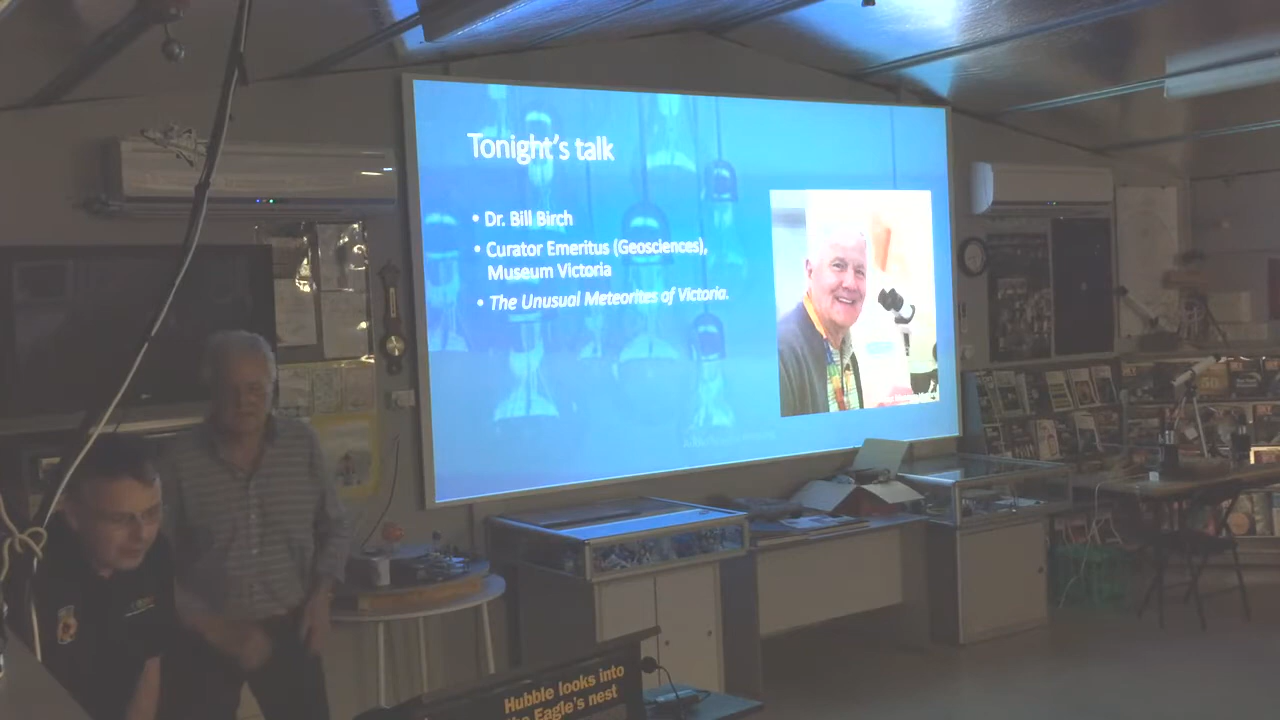 Tonight's talk
• Dr. Bill Birch
• Curator Emeritus (Geosciences),
Museum Victoria
• The Unusual Meteorites of Victoria.
Hubble looks into
the Eagle's nest